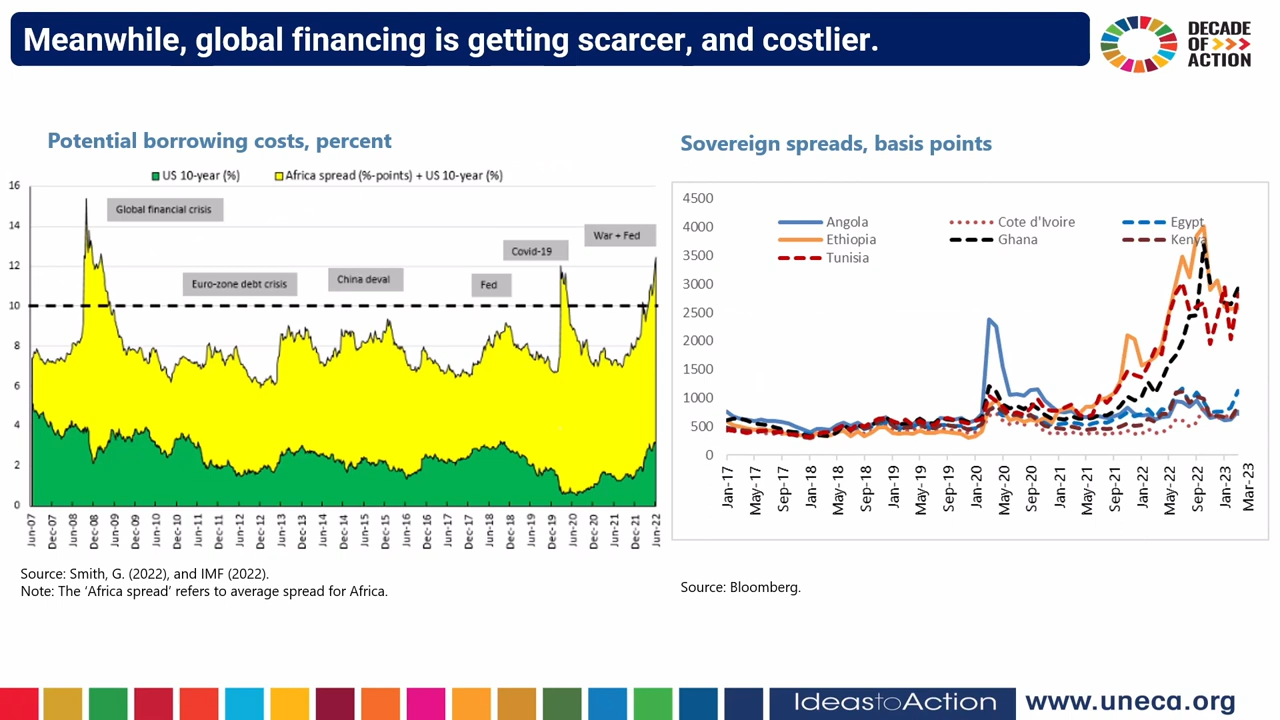 Meanwhile, global financing is getting scarcer, and costlier.
DECADE
OF >>>
ACTION
Potential borrowing costs, percent
US 10-year (%)
Africa spread (%-points) + US 10-year (%)
16
14
12
10
8
6
4
2
0
Global financial crisis
Euro-zone debt crisis
China deval
Fed
Covid-19
War + Fed
Jun-07
Dec-07
Jun-08
Dec-08
Jun-09
Dec-09
Jun-10
Dec-10
Jun-11
Dec-11
Jun-12
Dec-12
Jun-13
Dec-13
Jun-14
Dec-14
Jun-15
Dec-15
Jun-16
Dec-16
Jun-17
Dec-17
Jun-18
Dec-18
Jun-19
Dec-19
Jun-20
Dec-20
Jun-21
Dec-21
Jun-22
Source: Smith, G. (2022), and IMF (2022).
Note: The ‘Africa spread’ refers to average spread for Africa.
Sovereign spreads, basis points
4500
4000
3500
3000
2500
2000
1500
1000
500
0
Angola
Cote d'Ivoire
Egypt
Ethiopia
Ghana
Kenya
Tunisia
Jan-17
May-17
Sep-17
Jan-18
May-18
Sep-18
Jan-19
May-19
Sep-19
Jan-20
May-20
Sep-20
Jan-21
May-21
Sep-21
Jan-22
May-22
Sep-22
Jan-23
Mar-23
Source: Bloomberg.
IdeastoAction
www.uneca.org